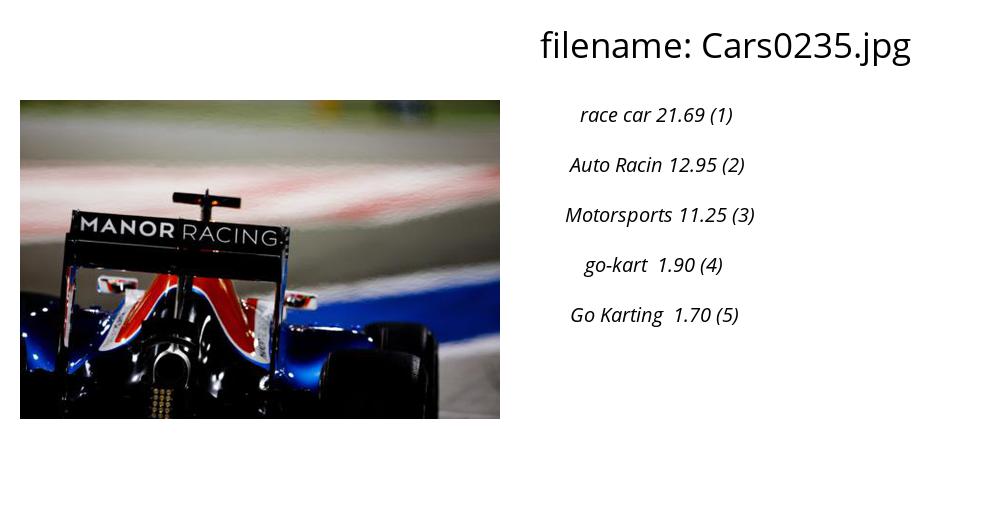 filename: Cars0235.jpg
race car 21.69 (1)
Auto Racin 12.95 (2)
MANOR RACING
Motorsports 11.25 (3)
go-kart 1.90 (4)
Go Karting 1.70 (5)